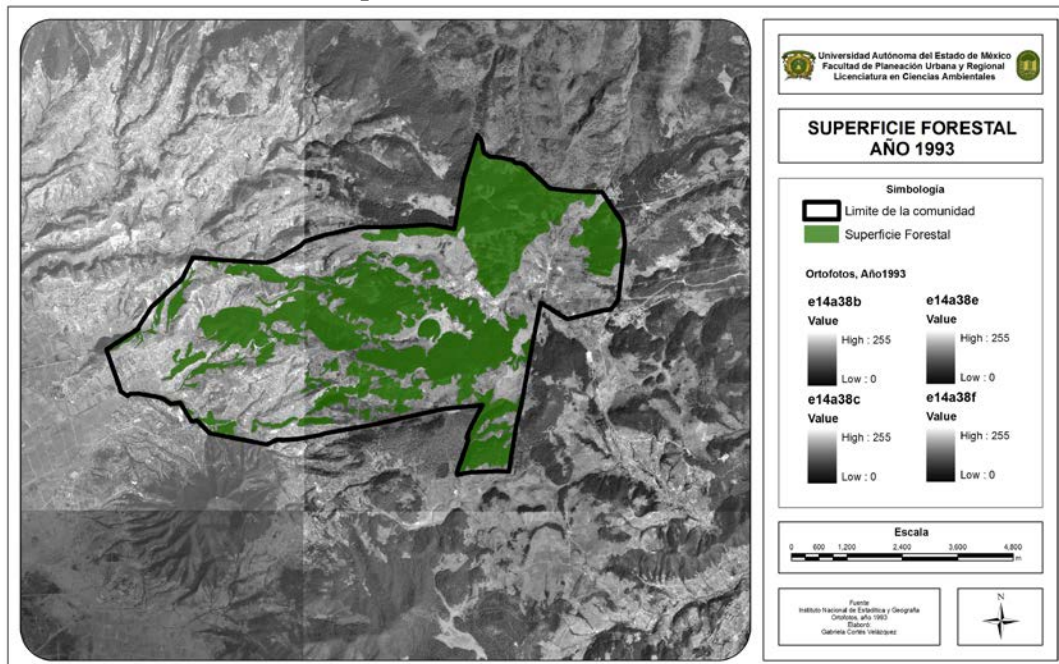 Universidad Autónoma del Estado de México
Facultad de Planeación Urbana y Regional
Licenciatura en Ciencias Ambientales
SUPERFICIE FORESTAL
AÑO 1993
Simbología
Limite de la comunidad
Superficie Forestal
Ortofotos, Año1993
e14a38b
Value
High : 255
Low : 0
e14a38e
Value
High : 255
Low : 0
e14a38c
Value
High : 255
Low : 0
e14a38f
Value
High : 255
Low : 0
Escala
0 600 1,200 2,400 3,600 4,800
m
Fuente
Instituto Nacional de Estadítica y Geografía
Ortofotos, año 1993
Elaboró:
Gabriela Cortés Velázquez
N